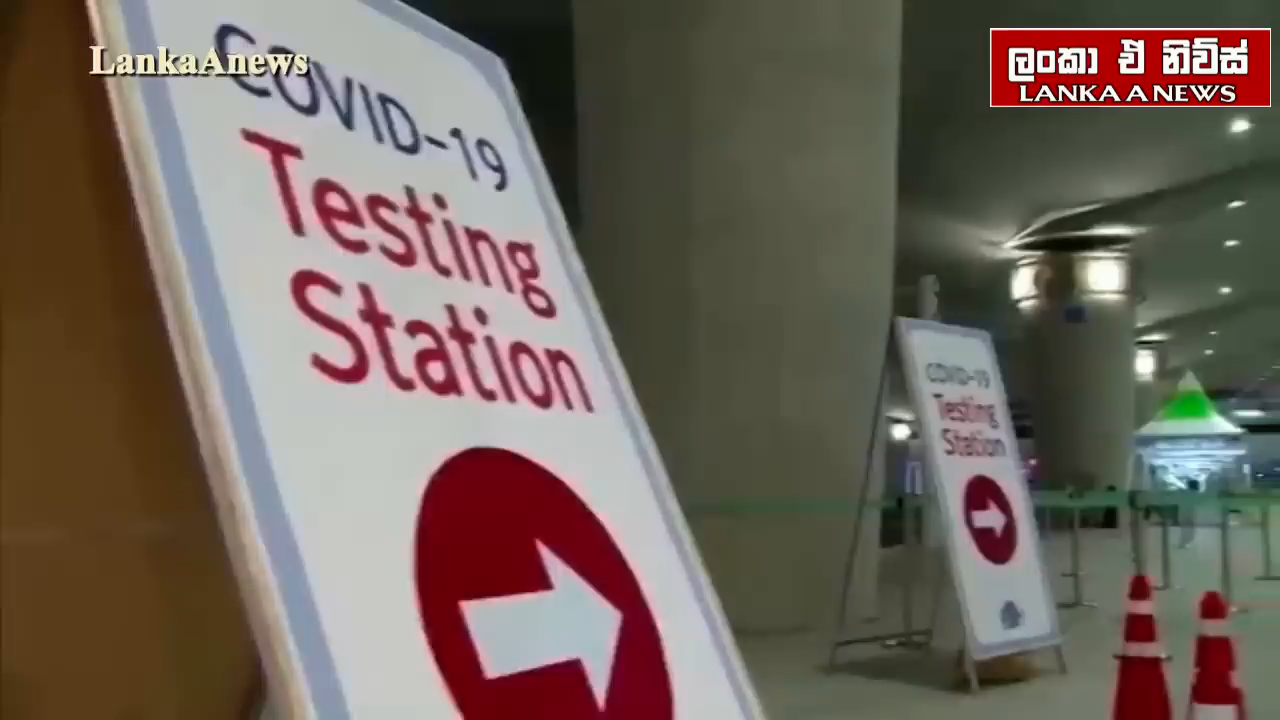 LankaAnews
ලංකා ඒ නිව්ස්
LANKA A NEWS
COVID-19
Testing
Station
COVID-19
Testing
Station